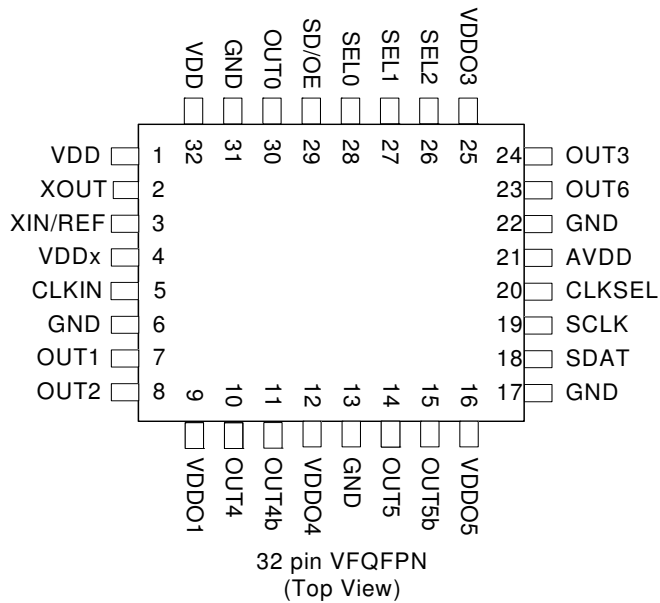 VDD
GND
OUT0
SD/OE
SEL0
SEL1
SEL2
VDDO3
32
31
30
29
28
27
26
25
VDD 1
XOUT 2
XIN/REF 3
VDDx 4
CLKIN 5
GND 6
OUT1 7
OUT2 8
24 OUT3
23 OUT6
22 GND
21 AVDD
20 CLKSEL
19 SCLK
18 SDAT
17 GND
9
10
11
12
13
14
15
16
VDDO1
OUT4
OUT4b
VDDO4
GND
OUT5
OUT5b
VDDO5
32 pin VFQFPN
(Top View)